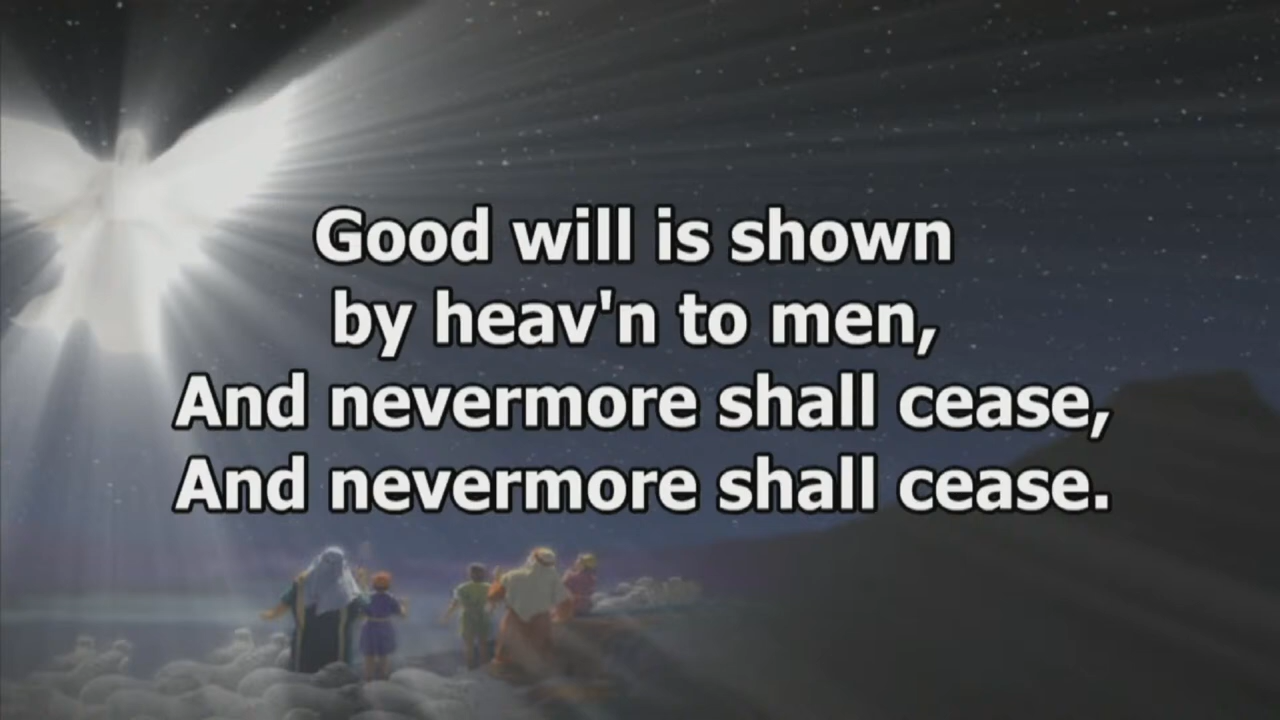 Good will is shown
by heav'n to men,
And nevermore shall cease,
And nevermore shall cease.